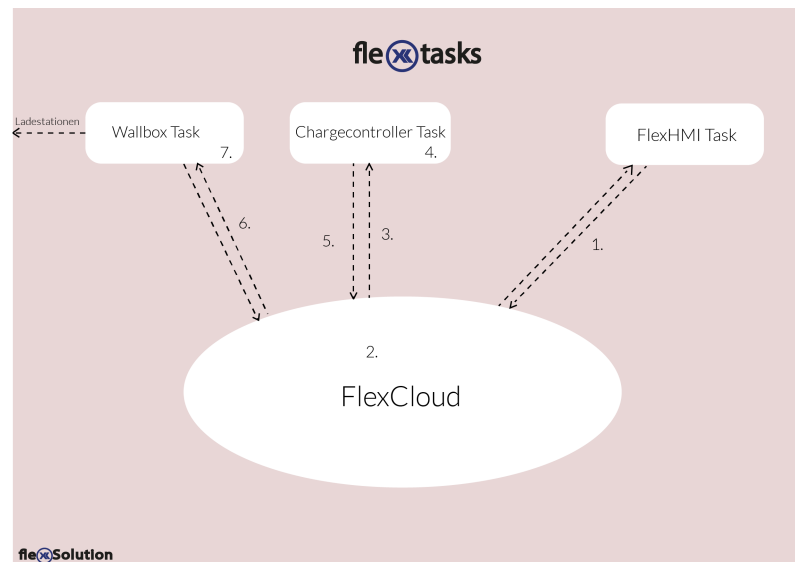 flextasks
Ladestationen
Wallbox Task
7.
Chargecontroller Task
4.
FlexHMI Task
6.
5.
3.
1.
2.
FlexCloud
flexSolution